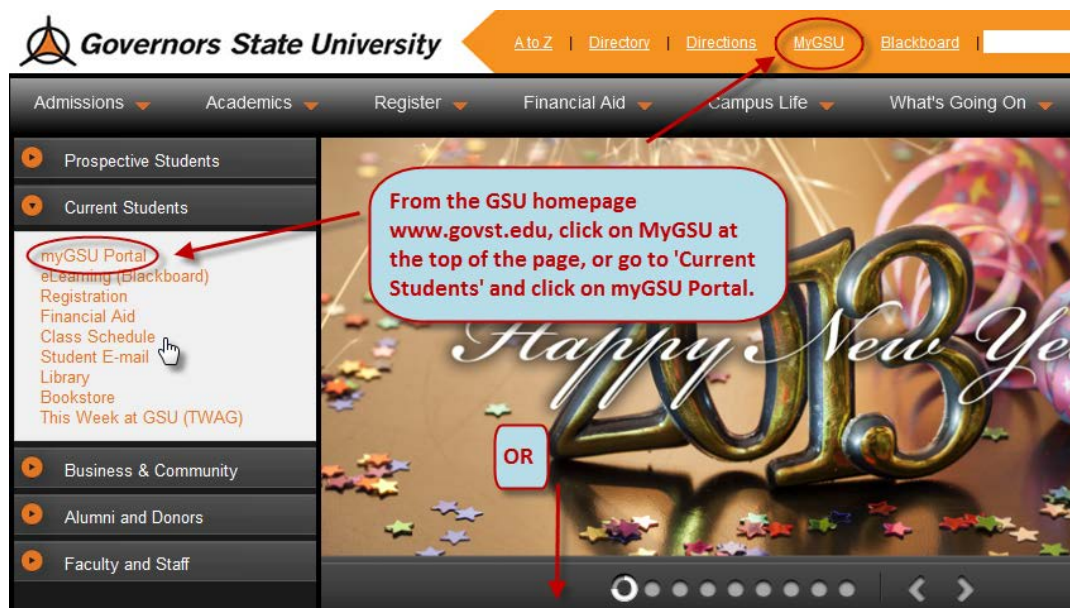 Governors State University
A to Z | Directory | Directions | MyGSU | Blackboard |
Admissions Academics Register Financial Aid Campus Life What's Going On
Prospective Students
Current Students
myGSU Portal
eLearning (Blackboard)
Registration
Financial Aid
Class Schedule
Student E-mail
Library
Bookstore
This Week at GSU (TWAG)
Business & Community
Alumni and Donors
Faculty and Staff
From the GSU homepage
www.govst.edu, click on MyGSU at
the top of the page, or go to 'Current
Students' and click on myGSU Portal.
Happy New Ye
2013
OR